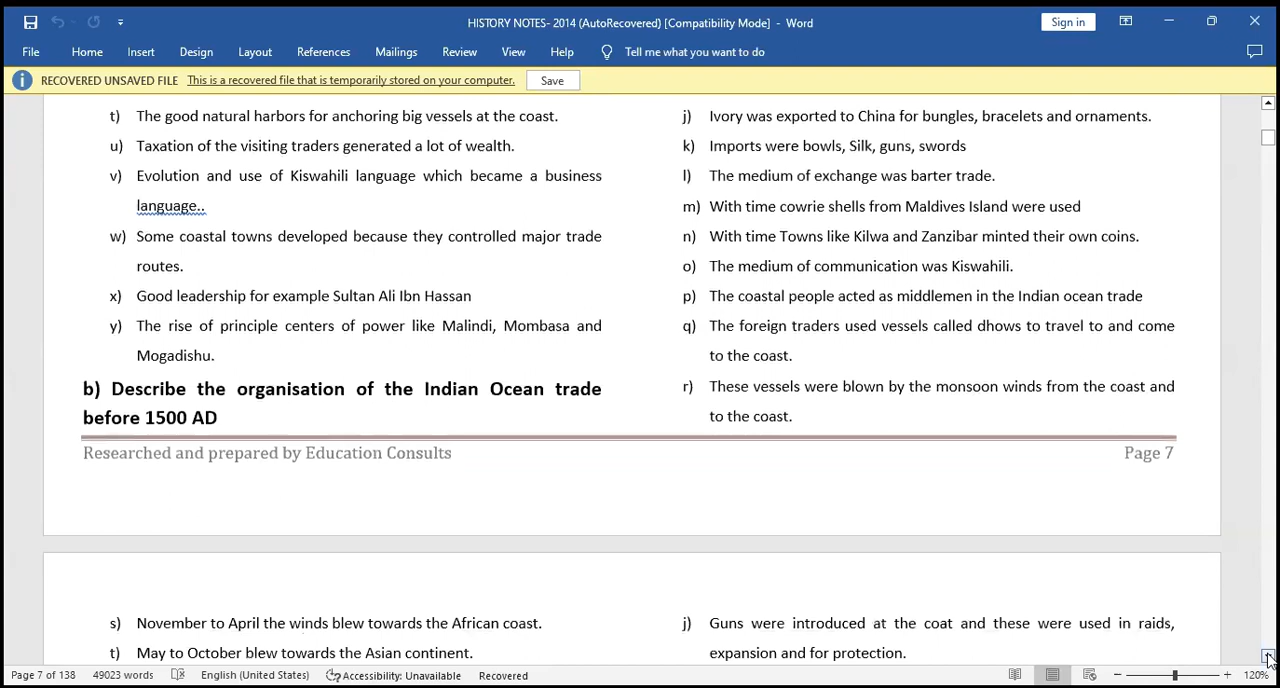 HISTORY NOTES- 2014 (AutoRecovered) [Compatibility Mode] - Word
Sign in
File Home Insert Design Layout References Mailings Review View Help Tell me what you want to do
RECOVERED UNSAVED FILE This is a recovered file that is temporarily stored on your computer. Save
t) The good natural harbors for anchoring big vessels at the coast.
u) Taxation of the visiting traders generated a lot of wealth.
v) Evolution and use of Kiswahili language which became a business
language..
w) Some coastal towns developed because they controlled major trade
routes.
x) Good leadership for example Sultan Ali Ibn Hassan
y) The rise of principle centers of power like Malindi, Mombasa and
Mogadishu.
b) Describe the organisation of the Indian Ocean trade
before 1500 AD
j) Ivory was exported to China for bungles, bracelets and ornaments.
k) Imports were bowls, Silk, guns, swords
l) The medium of exchange was barter trade.
m) With time cowrie shells from Maldives Island were used
n) With time Towns like Kilwa and Zanzibar minted their own coins.
o) The medium of communication was Kiswahili.
p) The coastal people acted as middlemen in the Indian ocean trade
q) The foreign traders used vessels called dhows to travel to and come
to the coast.
r) These vessels were blown by the monsoon winds from the coast and
to the coast.
Researched and prepared by Education Consults Page 7
s) November to April the winds blew towards the African coast.
t) May to October blew towards the Asian continent.
j) Guns were introduced at the coat and these were used in raids,
expansion and for protection.
Page 7 of 138 49023 words English (United States) Accessibility: Unavailable Recovered 120%